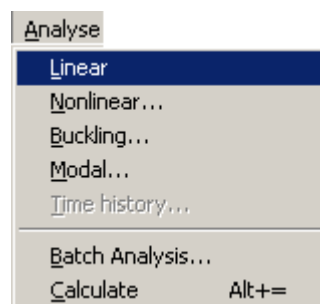 Analyse
Linear
Nonlinear...
Buckling...
Modal...
Time history...
Batch Analysis...
Calculate Alt+=